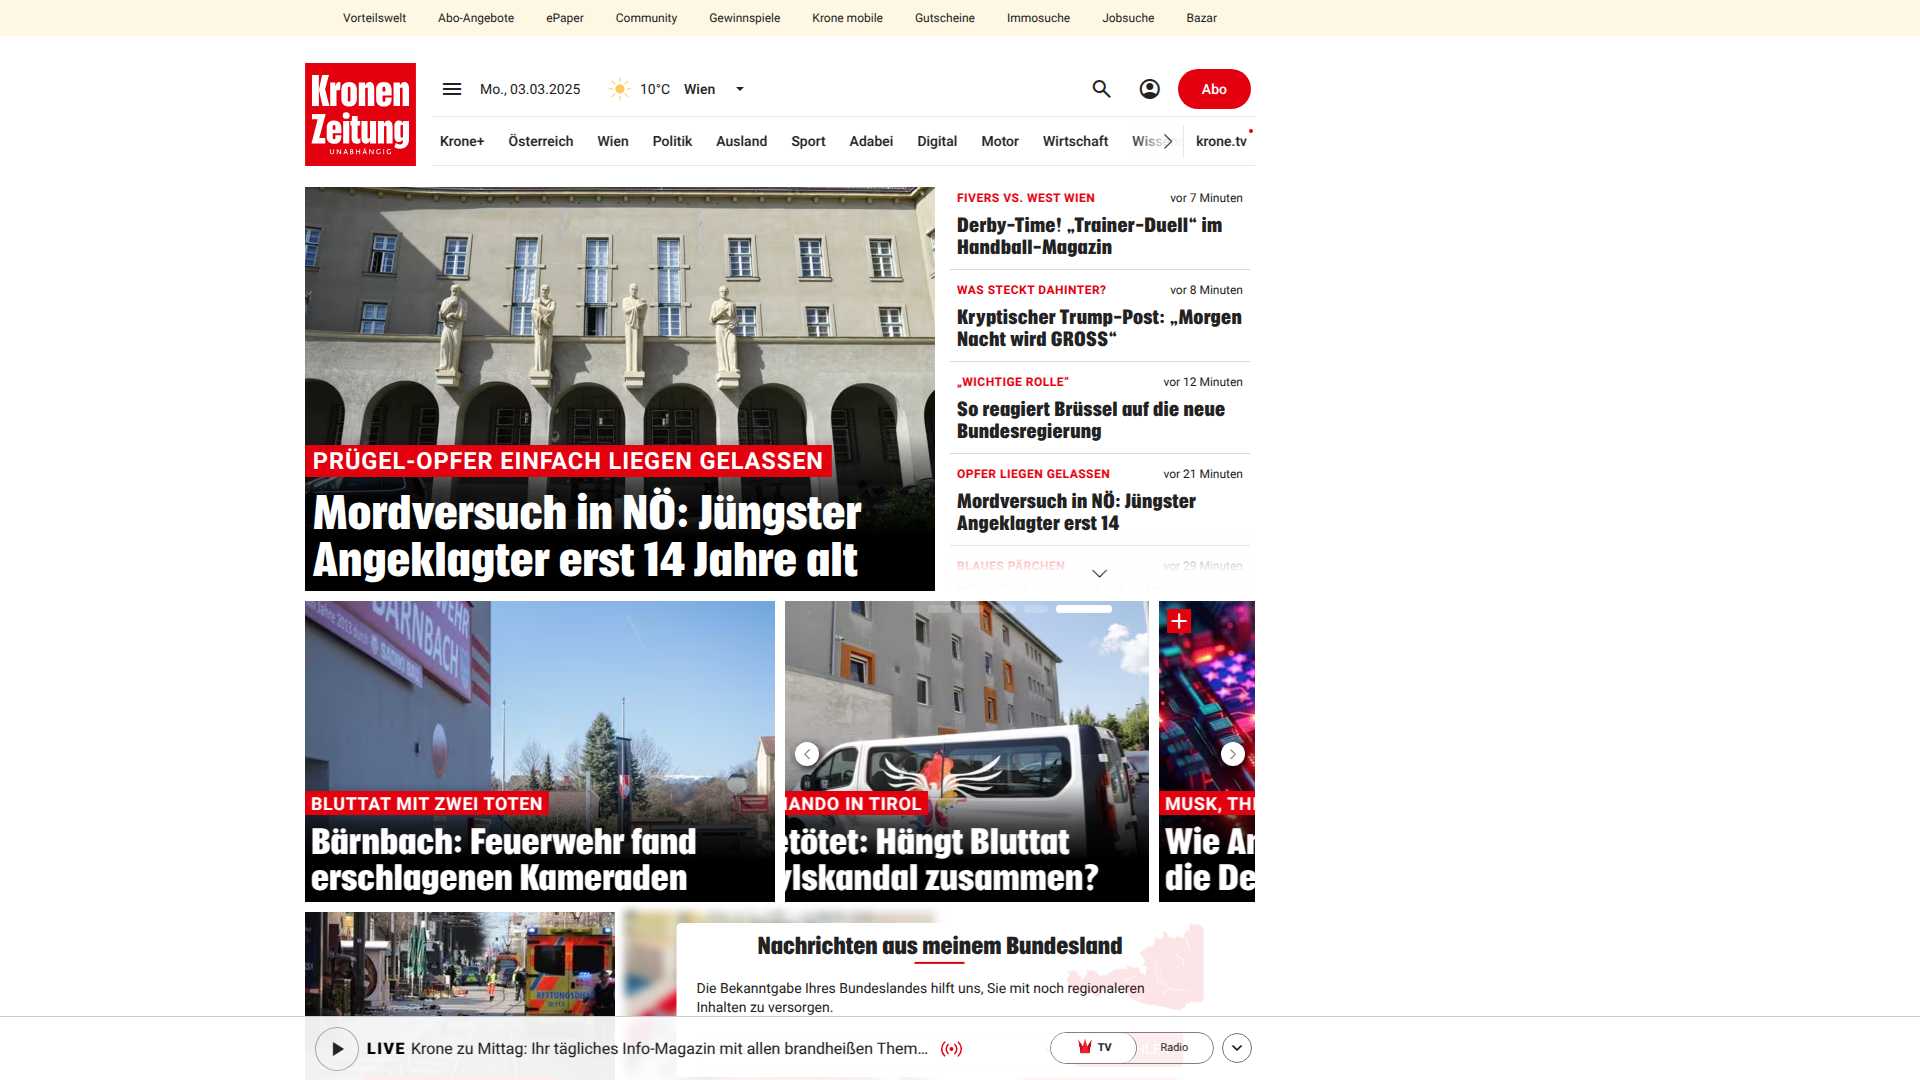 Vorteilswelt Abo-Angebote ePaper Community Gewinnspiele Krone mobile Gutscheine Immosuche Jobsuche Bazar
Kronen
Zeitung
UNABHÄNGIG
Mo., 03.03.2025 10°C Wien
Abo
Krone+ Österreich Wien Politik Ausland Sport Adabei Digital Motor Wirtschaft krone.tv
PRÜGEL-OPFER EINFACH LIEGEN GELASSEN
Mordversuch in NÖ: Jüngster
Angeklagter erst 14 Jahre alt
FIVERS VS. WEST WIEN vor 7 Minuten
Derby-Time! „Trainer-Duell“ im
Handball-Magazin
WAS STECKT DAHINTER? vor 8 Minuten
Kryptischer Trump-Post: „Morgen
Nacht wird GROSS“
„WICHTIGE ROLLE“ vor 12 Minuten
So reagiert Brüssel auf die neue
Bundesregierung
OPFER LIEGEN GELASSEN vor 21 Minuten
Mordversuch in NÖ: Jüngster
Angeklagter erst 14
BLAUES PÄRCHEN vor 29 Minuten
BÄRNBACH
BLUTTAT MIT ZWEI TOTEN
Bärnbach: Feuerwehr fand
erschlagenen Kameraden
IANDO IN TIROL
etötet: Hängt Bluttat
ylskandal zusammen?
MUSK, TH
Wie Ar
die De
Nachrichten aus meinem Bundesland
Die Bekanntgabe Ihres Bundeslandes hilft uns, Sie mit noch regionaleren
Inhalten zu versorgen.
LIVE Krone zu Mittag: Ihr tägliches Info-Magazin mit allen brandheißen Them...
TV Radio